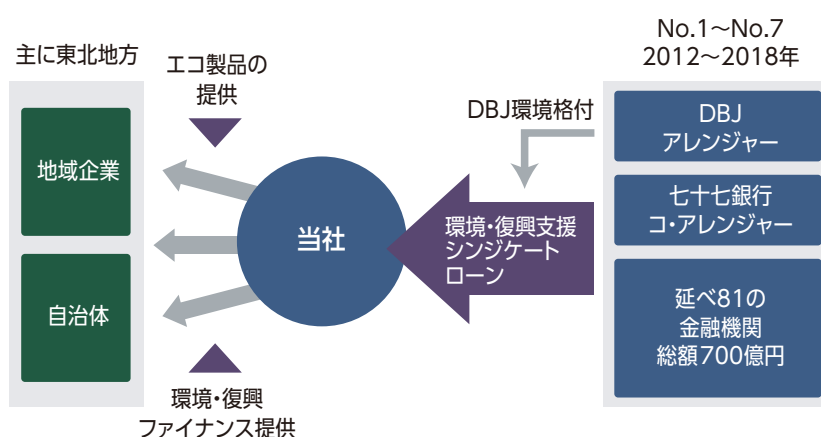 主に東北地方
地域企業
自治体
エコ製品の
提供
環境・復興
ファイナンス提供
当社
DBJ環境格付
環境・復興支援
シンジケート
ローン
No.1～No.7
2012～2018年
DBJ
アレンジャー
七十七銀行
コ・アレンジャー
延べ81の
金融機関
総額700億円